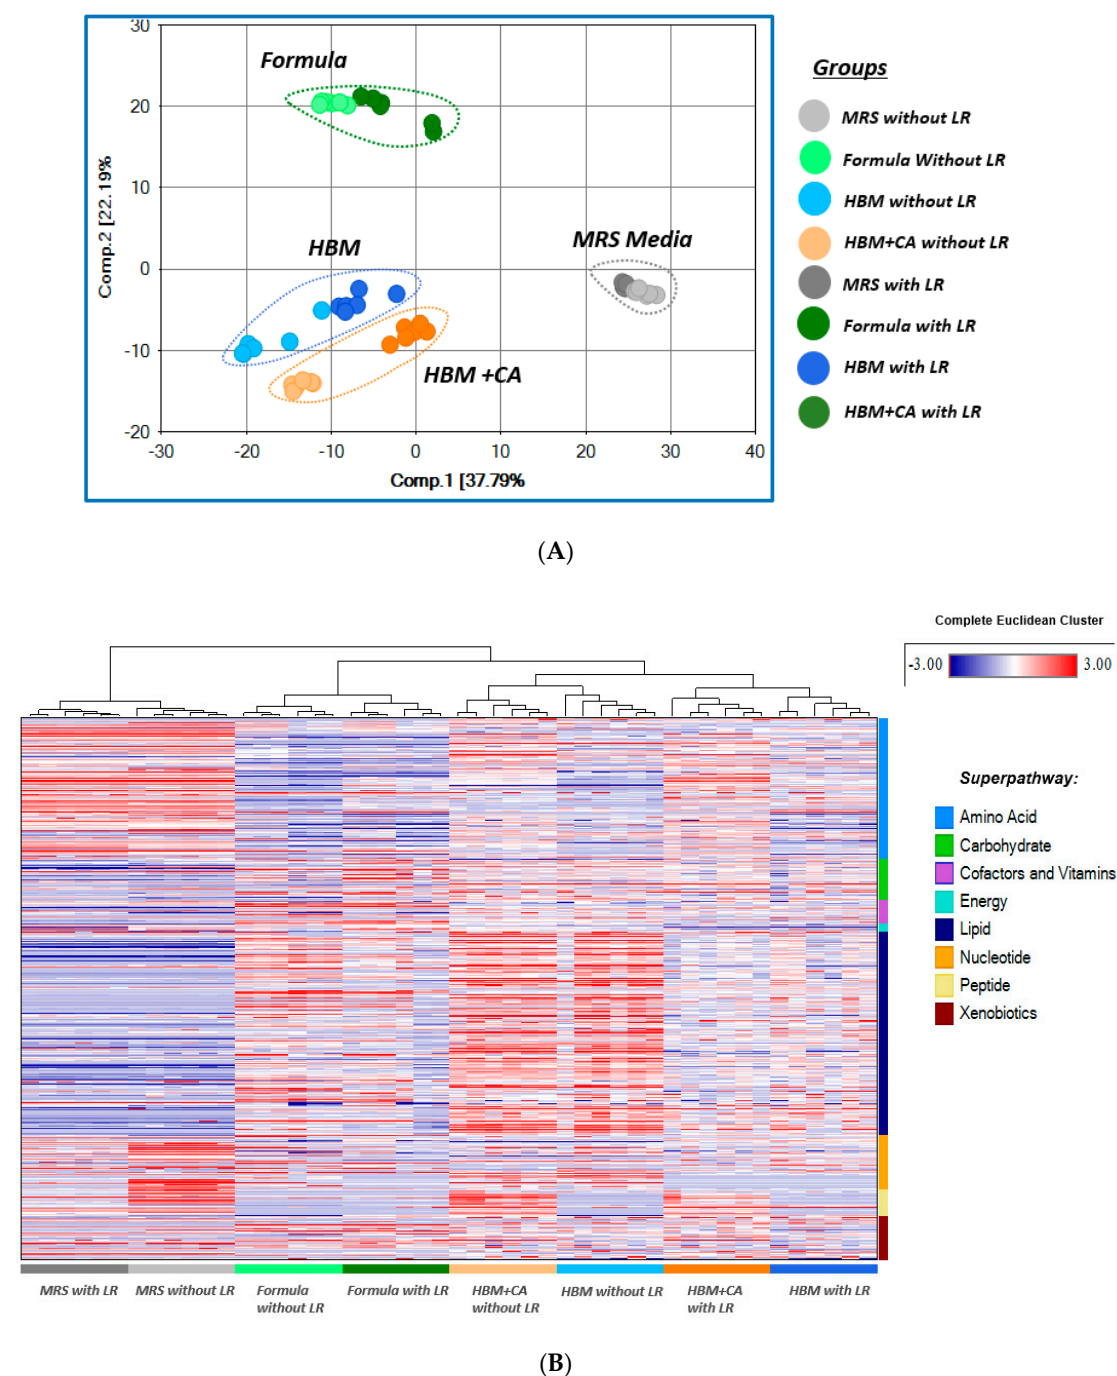 Formula
HBM
MRS Media
HBM +CA
30
20
10
0
-10
-20
-30
-20
-10
0
10
20
30
40
Comp.2 [22.19%
Comp.1 [37.79%
Groups
MRS without LR
Formula Without LR
HBM without LR
HBM+CA without LR
MRS with LR
Formula with LR
HBM with LR
HBM+CA with LR
(A)
Complete Euclidean Cluster
-3.00
3.00
Superpathway:
Amino Acid
Carbohydrate
Cofactors and Vitamins
Energy
Lipid
Nucleotide
Peptide
Xenobiotics
MRS with LR
MRS without LR
Formula
without LR
Formula with LR
HBM+CA
without LR
HBM without LR
HBM+CA
with LR
HBM with LR
(B)